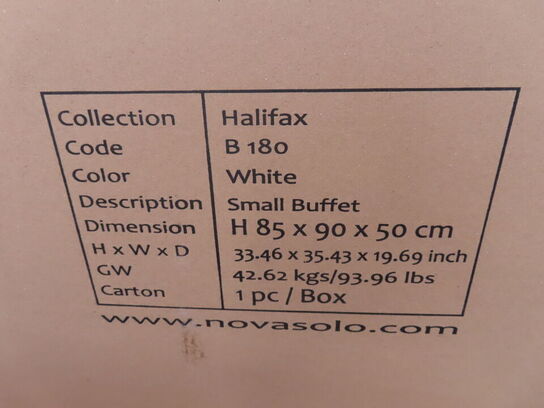 Collection Halifax
Code B 180
Color White
Description Small Buffet
Dimension H 85 x 90 x 50 cm
H x W x D 33.46 x 35.43 x 19.69 inch
GW 42.62 kgs/93.96 lbs
Carton 1 pc / Box
www.novasolo.com